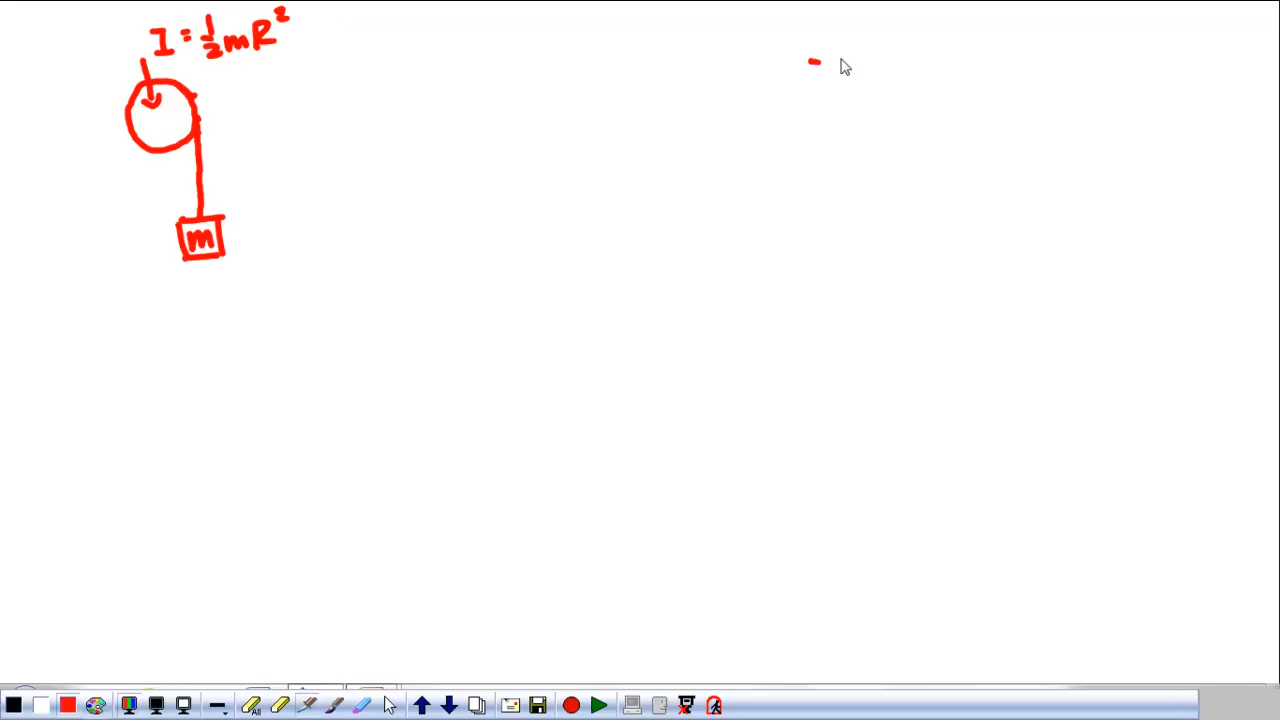 I = ½mR²
m